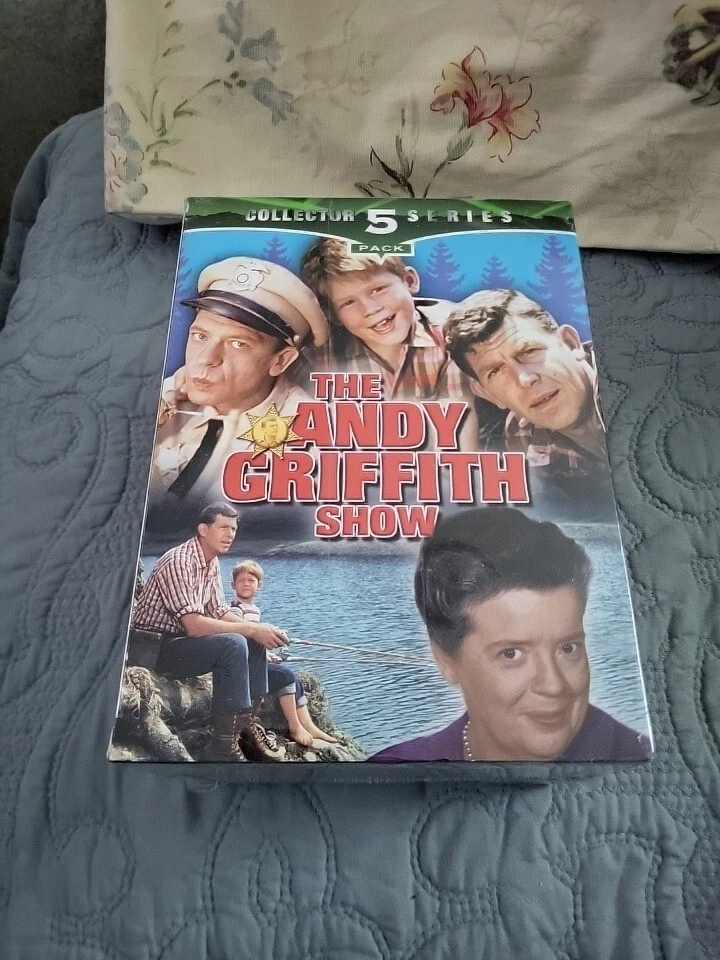 COLLECTOR 5 SERIES
PACK
THE
ANDY
GRIFFITH
SHOW